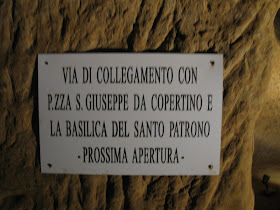 VIA DI COLLEGAMENTO CON
P.ZZA S. GIUSEPPE DA COPERTINO E
LA BASILICA DEL SANTO PATRONO
- PROSSIMA APERTURA -